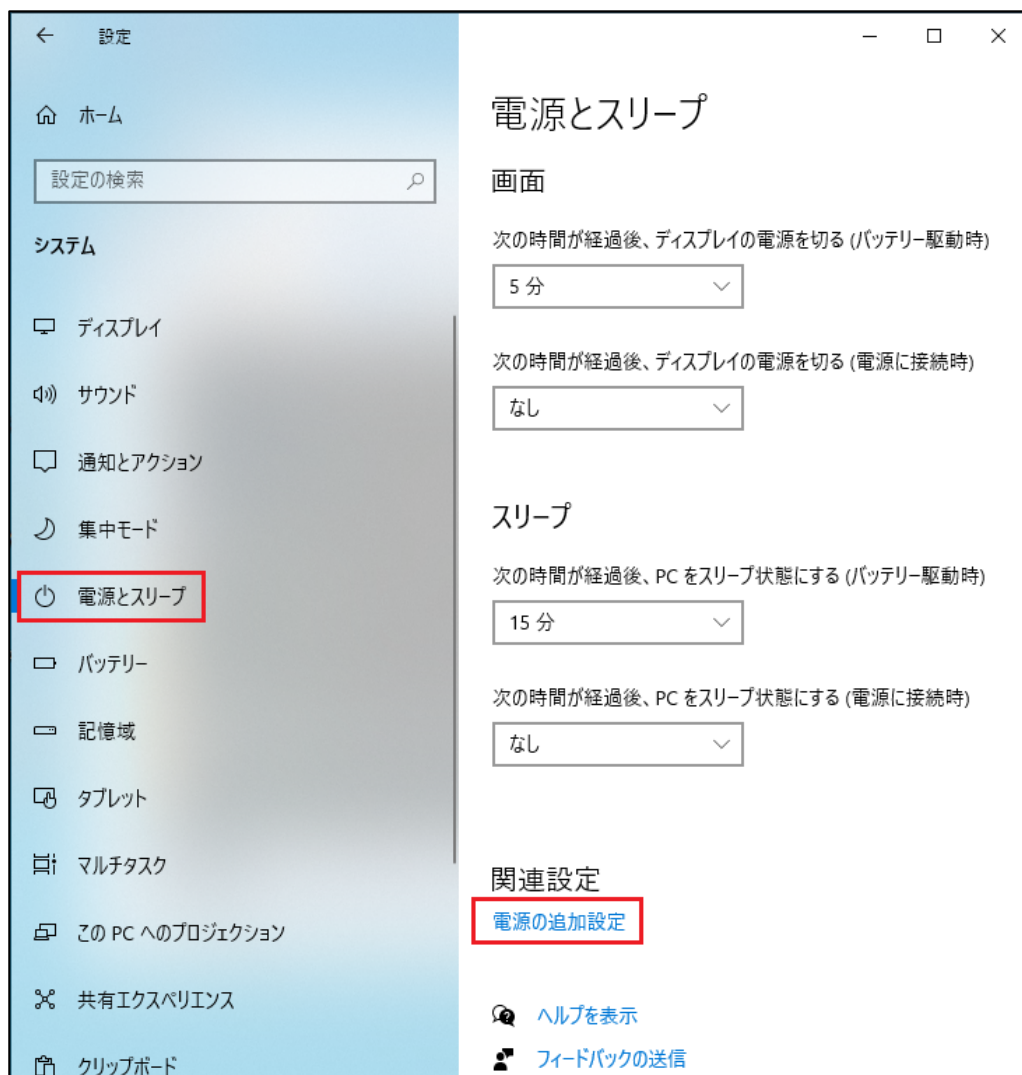 設定
ホーム
設定の検索
システム
ディスプレイ
サウンド
通知とアクション
集中モード
電源とスリープ
バッテリー
記憶域
タブレット
マルチタスク
この PC へのプロジェクション
共有エクスペリエンス
クリップボード
電源とスリープ
画面
次の時間が経過後、ディスプレイの電源を切る (バッテリー駆動時)
5 分
次の時間が経過後、ディスプレイの電源を切る (電源に接続時)
なし
スリープ
次の時間が経過後、PC をスリープ状態にする (バッテリー駆動時)
15 分
次の時間が経過後、PC をスリープ状態にする (電源に接続時)
なし
関連設定
電源の追加設定
ヘルプを表示
フィードバックの送信